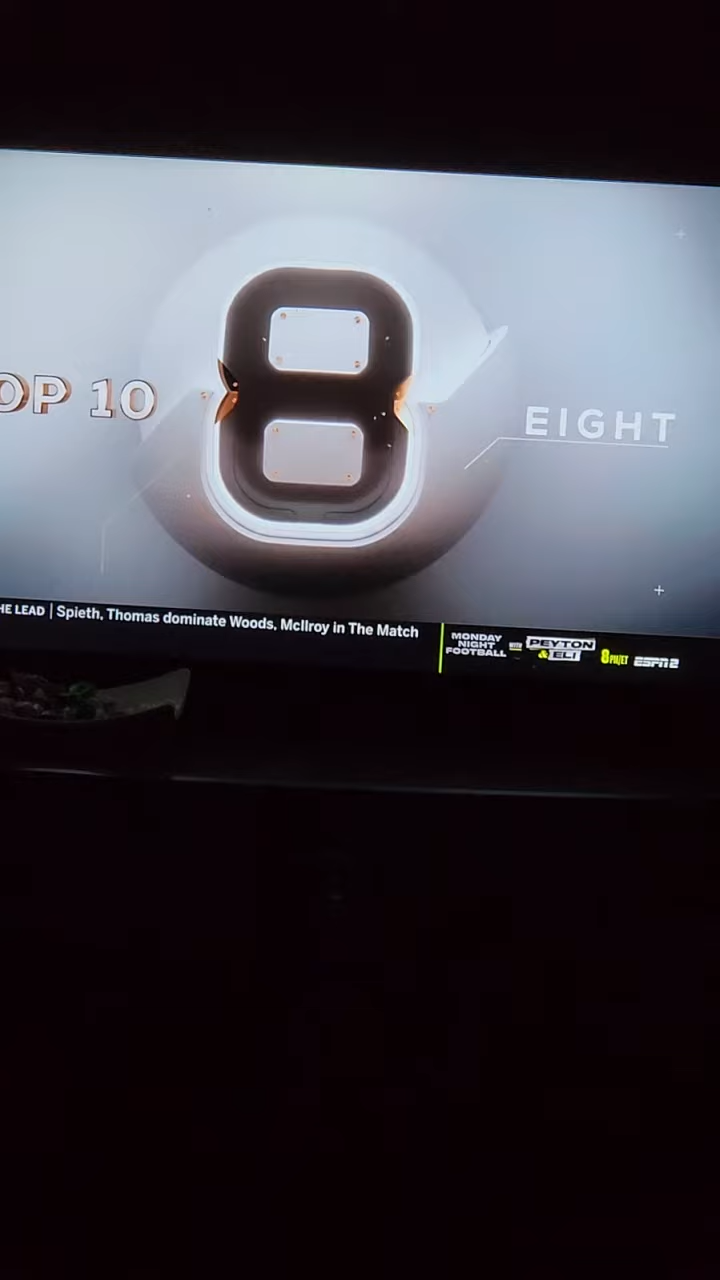 OP 10
8
EIGHT
HE LEAD | Spieth, Thomas dominate Woods, McIlroy in The Match
MONDAY
NIGHT
FOOTBALL
WITH
PEYTON
& ELI
8PM/ET
ESPN2